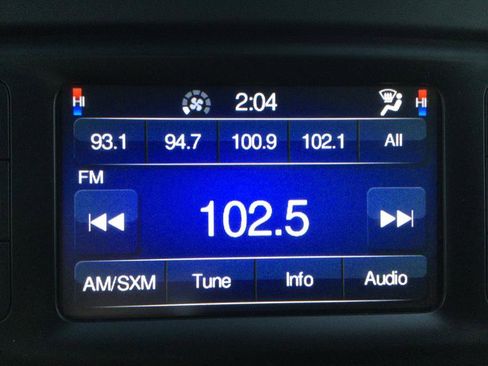 HI 2:04 HI
93.1 94.7 100.9 102.1 All
FM
102.5
AM/SXM Tune Info Audio